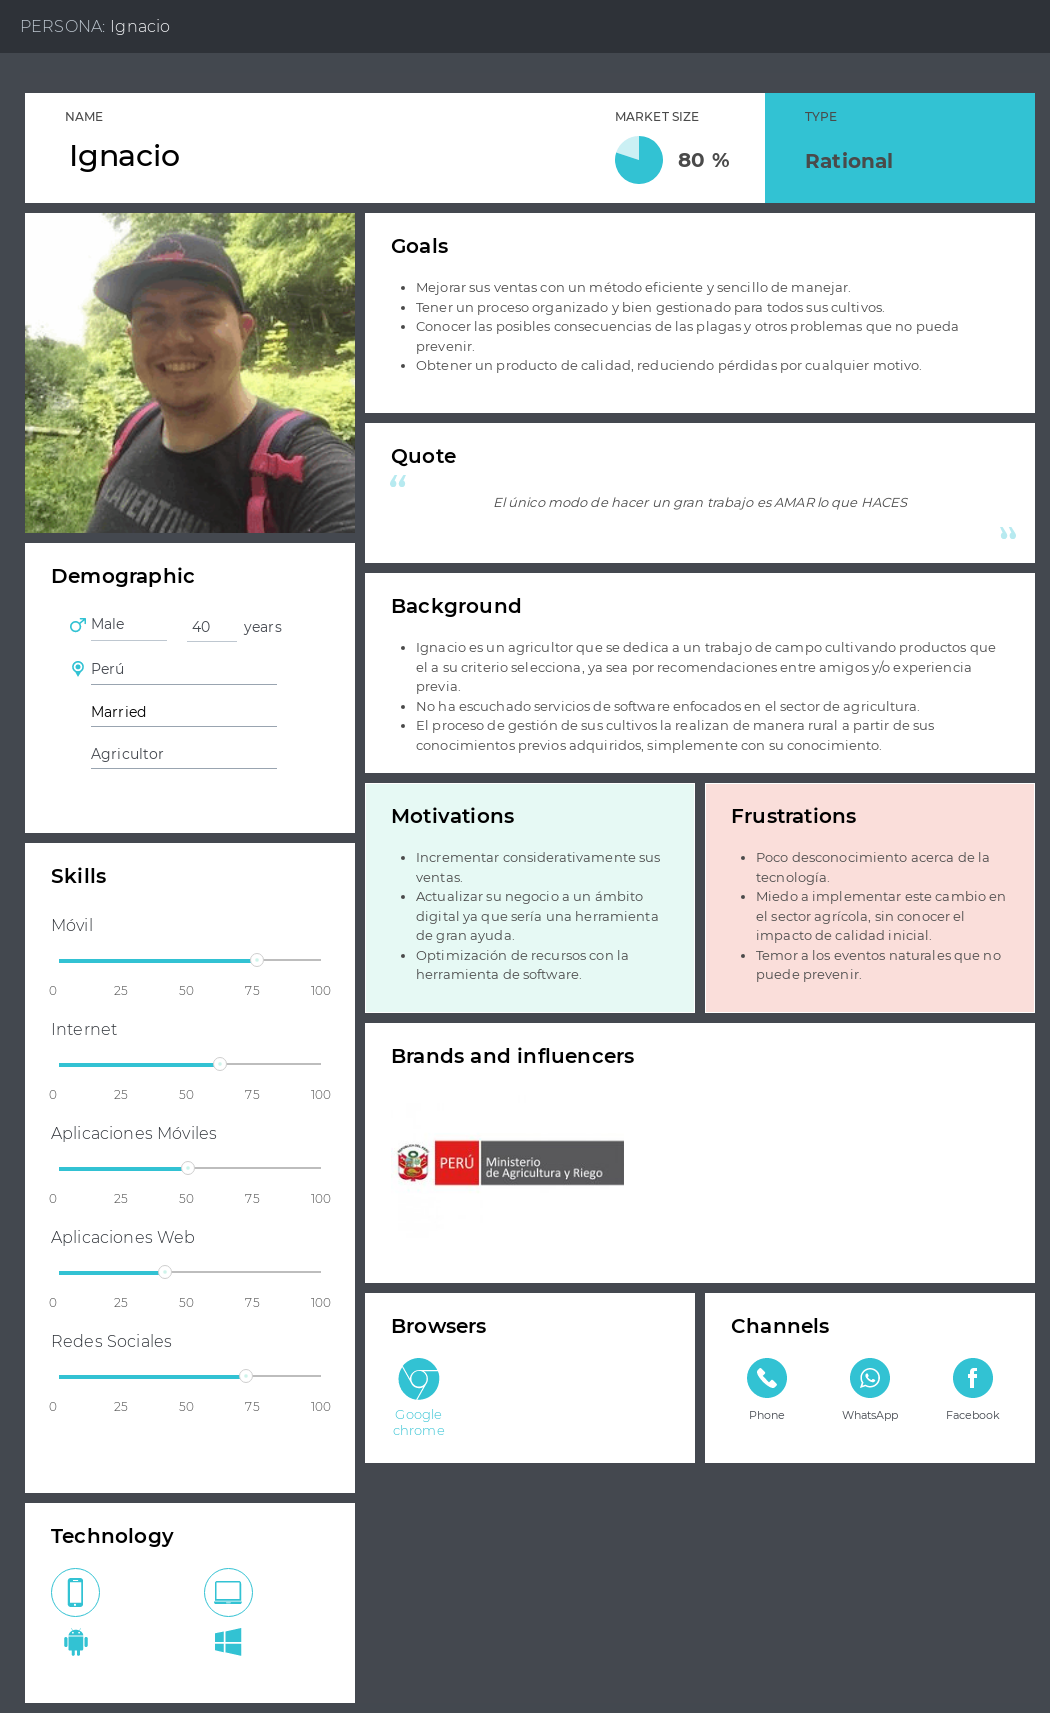 PERSONA: Ignacio
NAME
Ignacio
MARKET SIZE
80 %
TYPE
Rational
Goals
Mejorar sus ventas con un método eficiente y sencillo de manejar.
Tener un proceso organizado y bien gestionado para todos sus cultivos.
Conocer las posibles consecuencias de las plagas y otros problemas que no pueda
prevenir.
Obtener un producto de calidad, reduciendo pérdidas por cualquier motivo.
Quote
“
El único modo de hacer un gran trabajo es AMAR lo que HACES
”
Demographic
Male
40 years
Perú
Married
Agricultor
Background
Ignacio es un agricultor que se dedica a un trabajo de campo cultivando productos que
el a su criterio selecciona, ya sea por recomendaciones entre amigos y/o experiencia
previa.
No ha escuchado servicios de software enfocados en el sector de agricultura.
El proceso de gestión de sus cultivos la realizan de manera rural a partir de sus
conocimientos previos adquiridos, simplemente con su conocimiento.
Motivations
Incrementar considerativamente sus
ventas.
Actualizar su negocio a un ámbito
digital ya que sería una herramienta
de gran ayuda.
Optimización de recursos con la
herramienta de software.
Frustrations
Poco desconocimiento acerca de la
tecnología.
Miedo a implementar este cambio en
el sector agrícola, sin conocer el
impacto de calidad inicial.
Temor a los eventos naturales que no
puede prevenir.
Skills
Móvil
0 25 50 75 100
Internet
0 25 50 75 100
Aplicaciones Móviles
0 25 50 75 100
Aplicaciones Web
0 25 50 75 100
Redes Sociales
0 25 50 75 100
Brands and influencers
PERÚ
Ministerio
de Agricultura y Riego
Browsers
Google
chrome
Channels
Phone
WhatsApp
Facebook
Technology